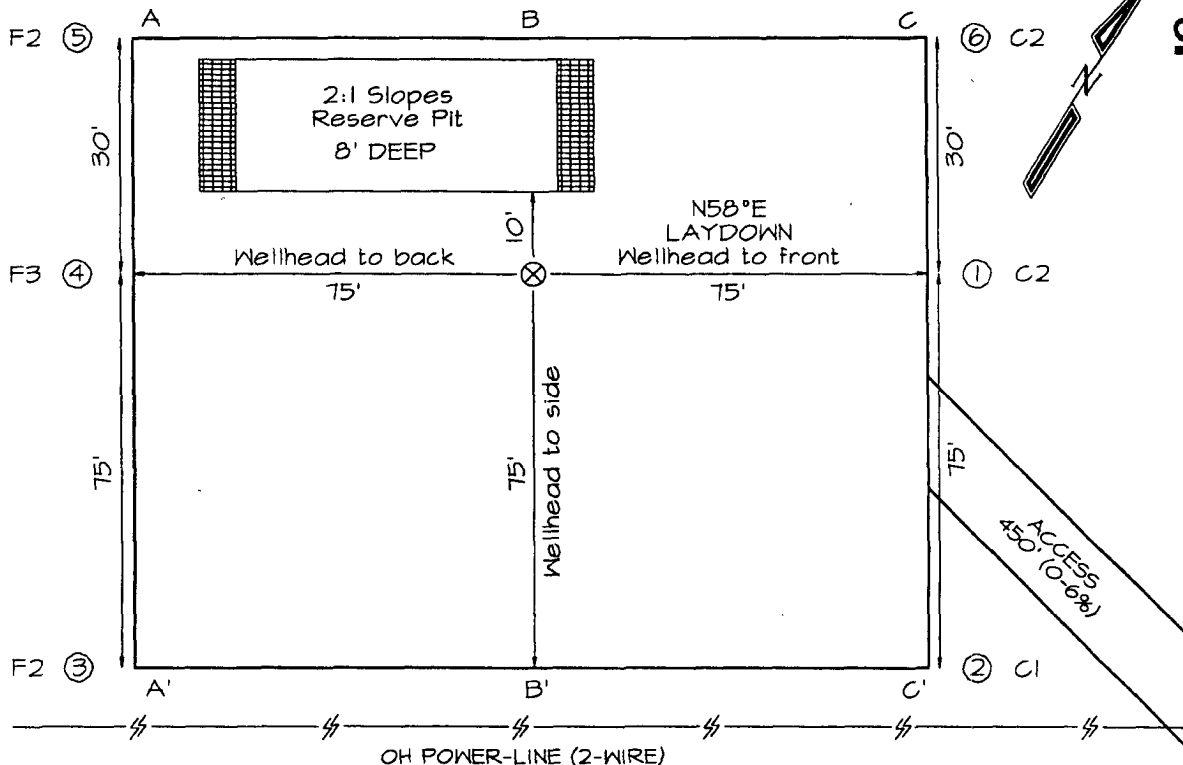 A B C
F2 ⑤ ⑥ C2
N
2:1 Slopes
Reserve Pit
8' DEEP
30'
30'
10'
N58°E
LAYDOWN
Wellhead to back
Wellhead to front
F3 ④ ① C2
75'
75'
75'
75'
Wellhead to side
75'
ACCESS
450' (0-6%)
F2 ③ ② C1
A' B' C'
OH POWER-LINE (2-WIRE)